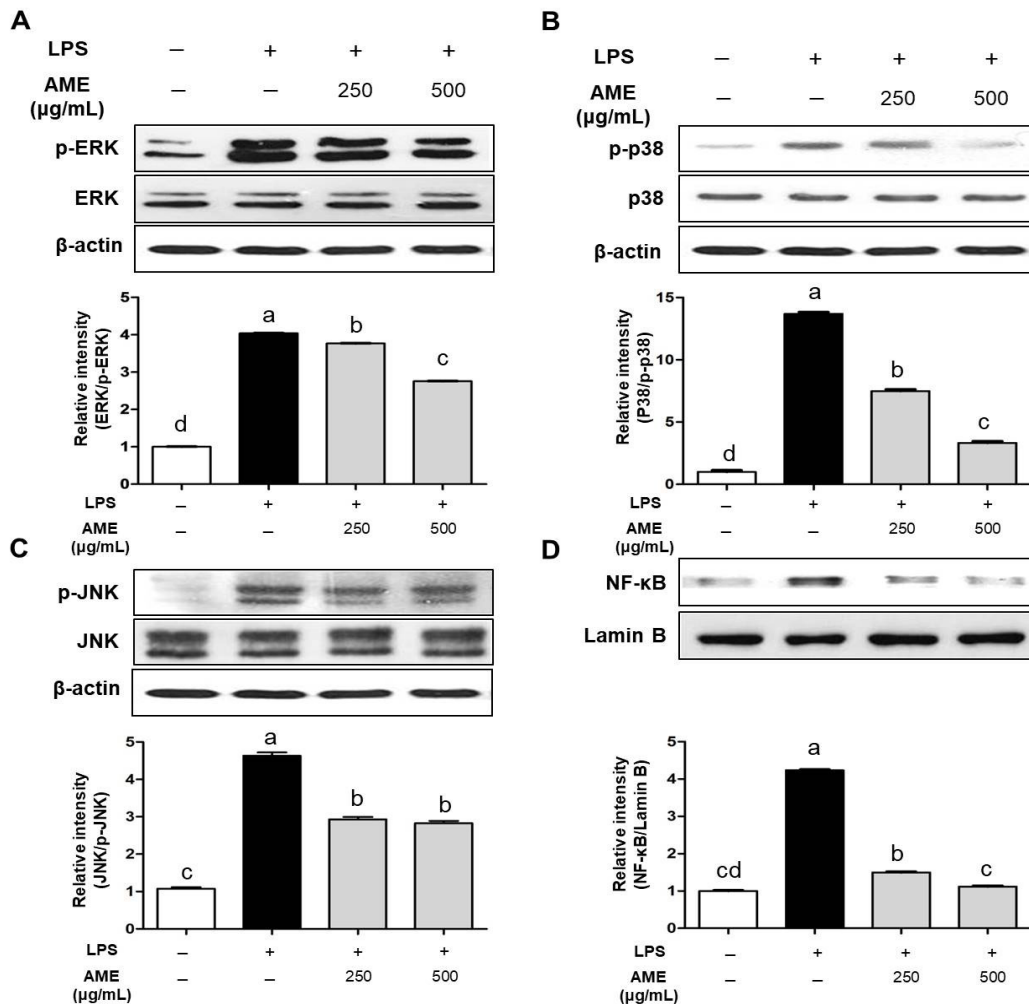 A
LPS – + + +
AME – – 250 500
(µg/mL)
p-ERK
ERK
β-actin
Relative intensity
(ERK/p-ERK)
5
4
3
2
1
0
d a b c
LPS – + + +
AME – – 250 500
(µg/mL)
B
LPS – + + +
AME – – 250 500
(µg/mL)
p-p38
p38
β-actin
Relative intensity
(P38/p-p38)
15
10
5
0
d a b c
LPS – + + +
AME – – 250 500
(µg/mL)
C
p-JNK
JNK
β-actin
Relative intensity
(JNK/p-JNK)
5
4
3
2
1
0
c a b b
LPS – + + +
AME – – 250 500
(µg/mL)
D
NF-κB
Lamin B
Relative intensity
(NF-κB/Lamin B)
5
4
3
2
1
0
cd a b c
LPS – + + +
AME – – 250 500
(µg/mL)